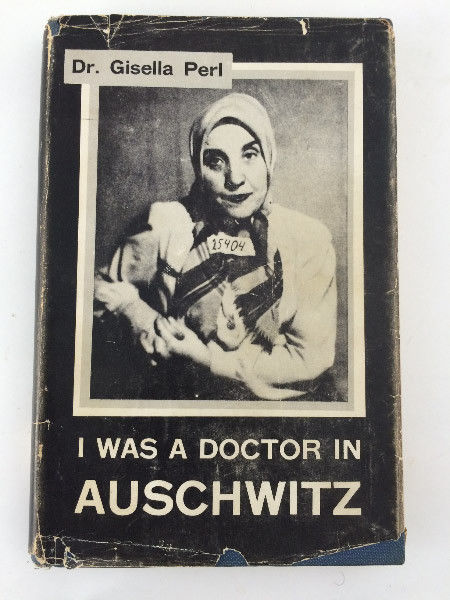 Dr. Gisella Perl
25404
I WAS A DOCTOR IN
AUSCHWITZ